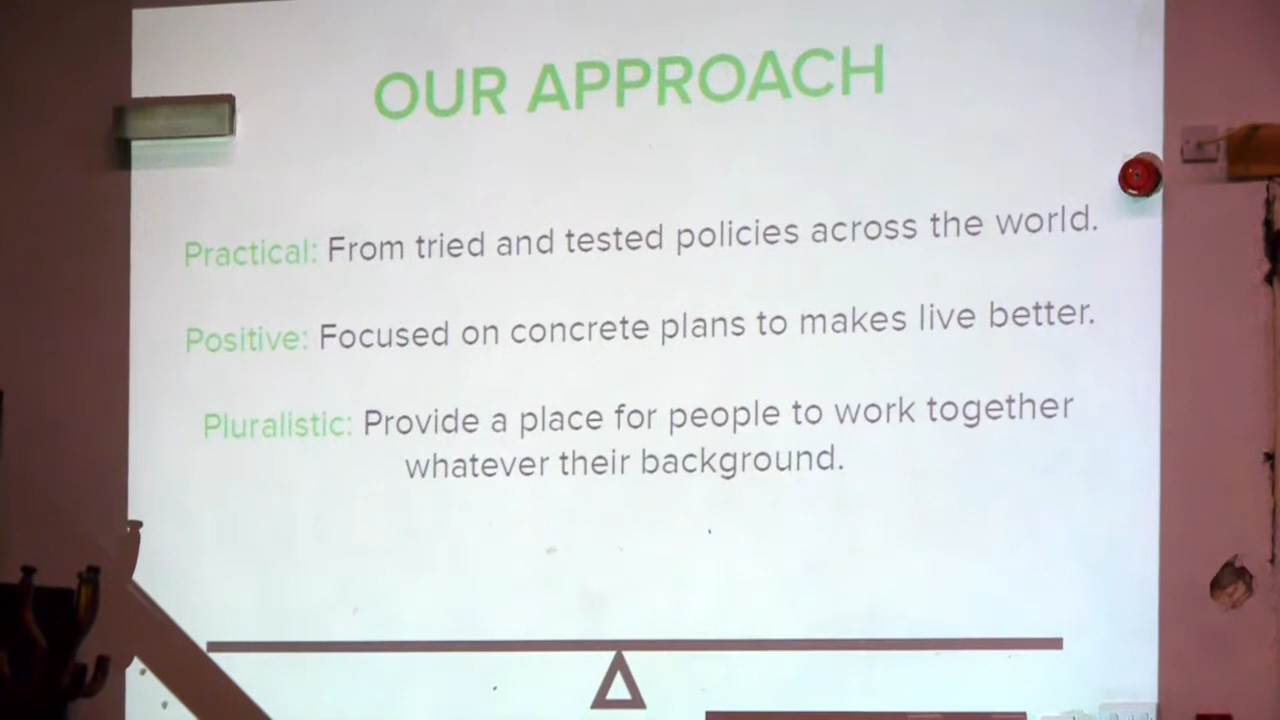 OUR APPROACH
Practical: From tried and tested policies across the world.
Positive: Focused on concrete plans to makes live better.
Pluralistic: Provide a place for people to work together
whatever their background.